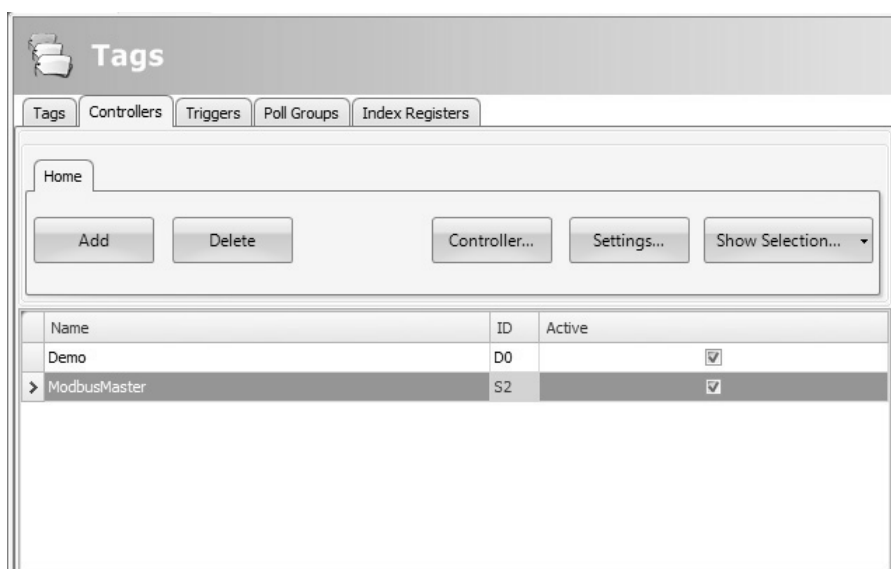 Tags
Tags Controllers Triggers Poll Groups Index Registers
Home
Add Delete Controller... Settings... Show Selection...
Name ID Active
Demo D0
ModbusMaster S2